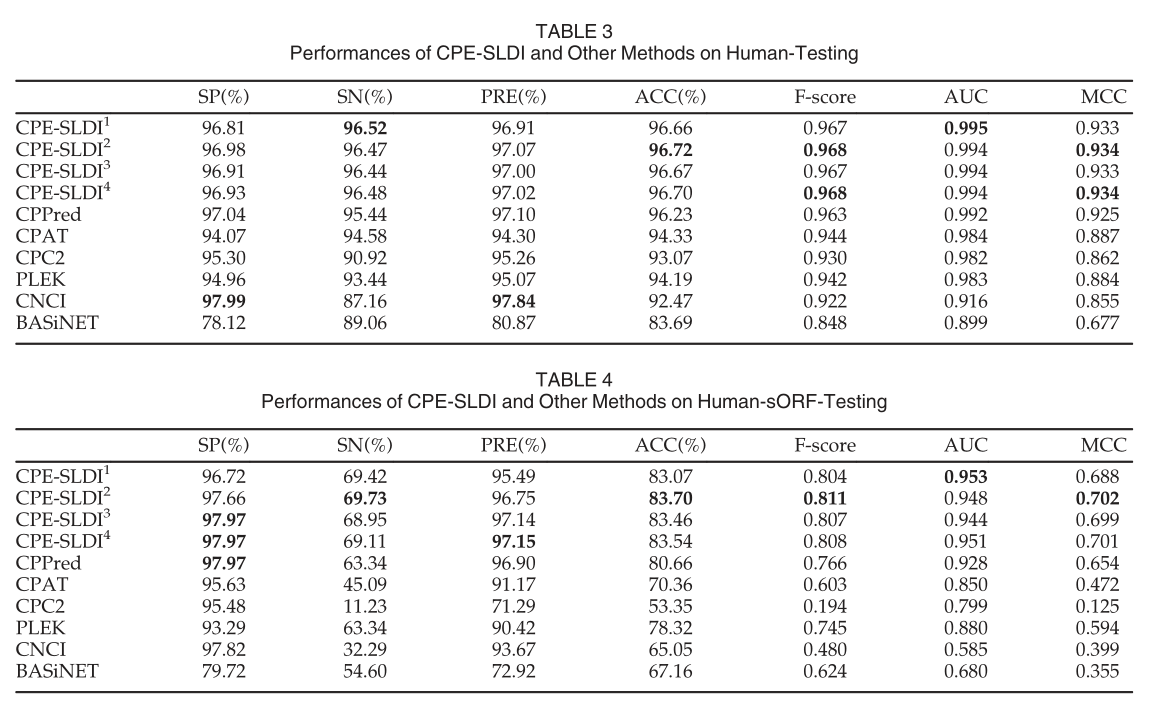 TABLE 3
Performances of CPE-SLDI and Other Methods on Human-Testing
SP(%) SN(%) PRE(%) ACC(%) F-score AUC MCC
CPE-SLDI¹ 96.81 96.52 96.91 96.66 0.967 0.995 0.933
CPE-SLDI² 96.98 96.47 97.07 96.72 0.968 0.994 0.934
CPE-SLDI³ 96.91 96.44 97.00 96.67 0.967 0.994 0.933
CPE-SLDI⁴ 96.93 96.48 97.02 96.70 0.968 0.994 0.934
CPPred 97.04 95.44 97.10 96.23 0.963 0.992 0.925
CPAT 94.07 94.58 94.30 94.33 0.944 0.984 0.887
CPC2 95.30 90.92 95.26 93.07 0.930 0.982 0.862
PLEK 94.96 93.44 95.07 94.19 0.942 0.983 0.884
CNCI 97.99 87.16 97.84 92.47 0.922 0.916 0.855
BASiNET 78.12 89.06 80.87 83.69 0.848 0.899 0.677
TABLE 4
Performances of CPE-SLDI and Other Methods on Human-sORF-Testing
SP(%) SN(%) PRE(%) ACC(%) F-score AUC MCC
CPE-SLDI¹ 96.72 69.42 95.49 83.07 0.804 0.953 0.688
CPE-SLDI² 97.66 69.73 96.75 83.70 0.811 0.948 0.702
CPE-SLDI³ 97.97 68.95 97.14 83.46 0.807 0.944 0.699
CPE-SLDI⁴ 97.97 69.11 97.15 83.54 0.808 0.951 0.701
CPPred 97.97 63.34 96.90 80.66 0.766 0.928 0.654
CPAT 95.63 45.09 91.17 70.36 0.603 0.850 0.472
CPC2 95.48 11.23 71.29 53.35 0.194 0.799 0.125
PLEK 93.29 63.34 90.42 78.32 0.745 0.880 0.594
CNCI 97.82 32.29 93.67 65.05 0.480 0.585 0.399
BASiNET 79.72 54.60 72.92 67.16 0.624 0.680 0.355